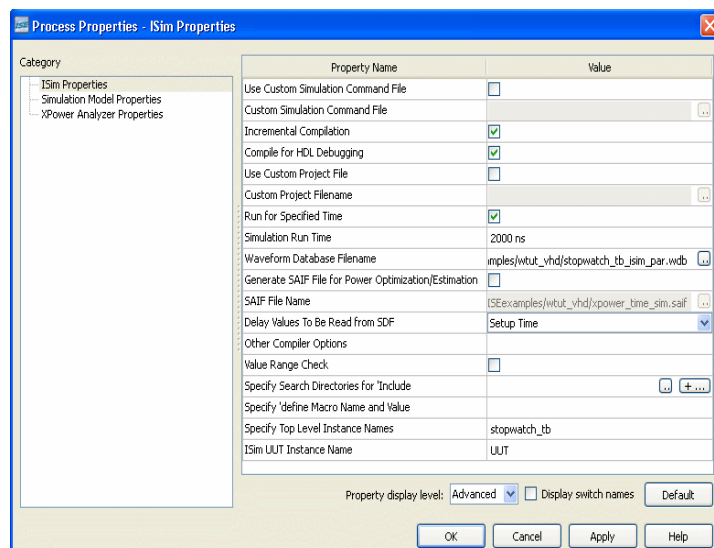 ISE Process Properties - ISim Properties
Category
ISim Properties
Simulation Model Properties
XPower Analyzer Properties
Property Name Value
Use Custom Simulation Command File
Custom Simulation Command File ..
Incremental Compilation
Compile for HDL Debugging
Use Custom Project File
Custom Project Filename ..
Run for Specified Time
Simulation Run Time 2000 ns
Waveform Database Filename mples/wtut_vhd/stopwatch_tb_isim_par.wdb ..
Generate SAIF File for Power Optimization/Estimation
SAIF File Name ISEexamples/wtut_vhd/xpower_time_sim.saif ..
Delay Values To Be Read from SDF Setup Time
Other Compiler Options
Value Range Check
Specify Search Directories for 'Include .. + ...
Specify 'define Macro Name and Value
Specify Top Level Instance Names stopwatch_tb
ISim UUT Instance Name UUT
Property display level: Advanced Display switch names Default
OK Cancel Apply Help